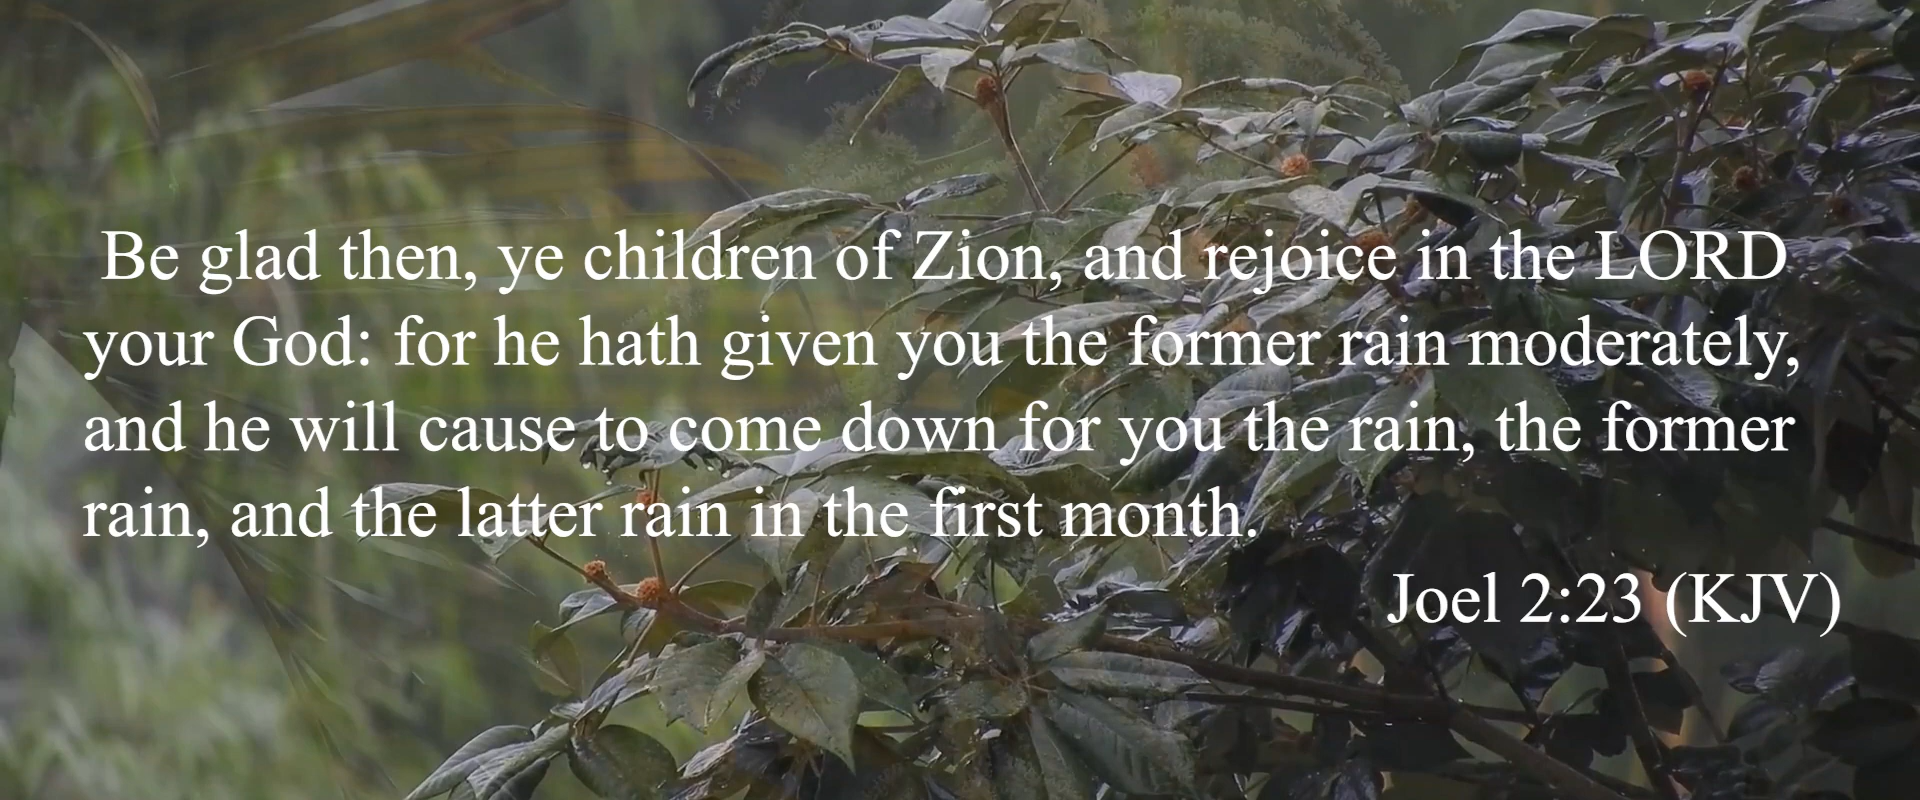 Be glad then, ye children of Zion, and rejoice in the LORD
your God: for he hath given you the former rain moderately,
and he will cause to come down for you the rain, the former
rain, and the latter rain in the first month.
Joel 2:23 (KJV)